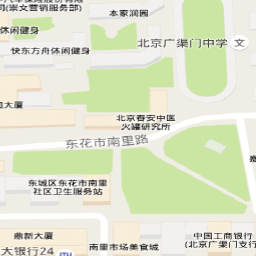 (崇文营销服务部)
本家润园
休闲健身
快东方舟休闲健身
北京广渠门中学
文
大厦
北京春安中医
火罐研究所
东花市南里路
东城区东花市南里
社区卫生服务站
鼎新大厦
中国工商银行
(北京广渠门支行)
大银行24
南里市场美食城